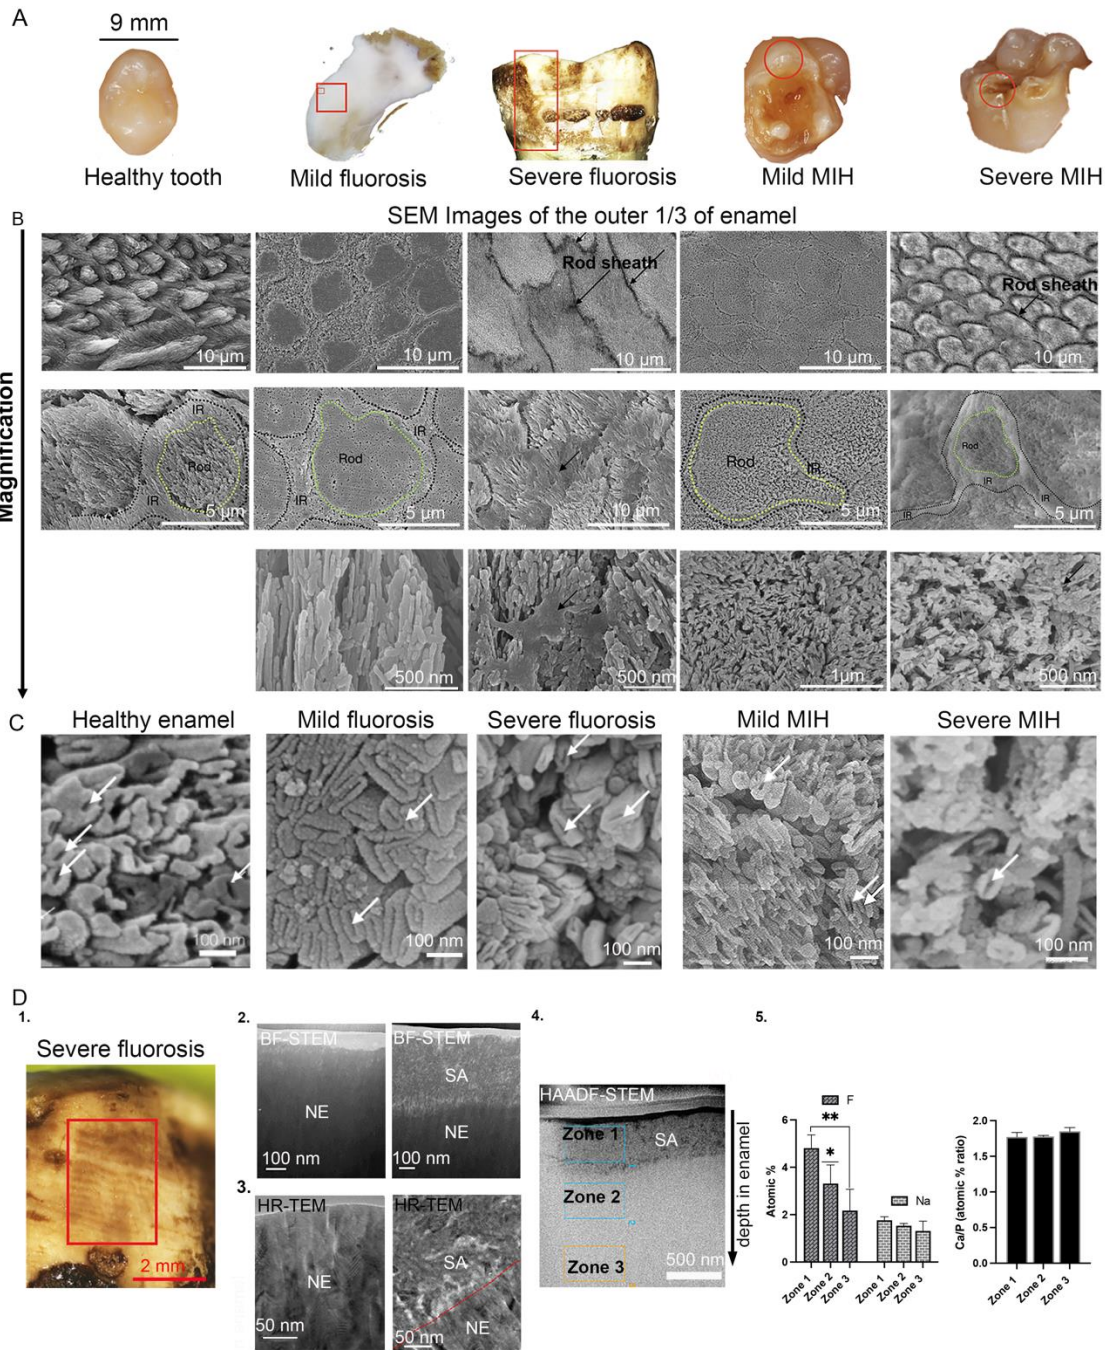 A
9 mm
Healthy tooth
Mild fluorosis
Severe fluorosis
Mild MIH
Severe MIH
B
SEM Images of the outer 1/3 of enamel
Magnification
10 µm
10 µm
Rod sheath
10 µm
10 µm
Rod sheath
10 µm
IR
Rod
IR
5 µm
Rod
IR
IR
5 µm
10 µm
Rod
IR
5 µm
Rod
IR
IR
IR
5 µm
500 nm
500 nm
1µm
500 nm
C
Healthy enamel
Mild fluorosis
Severe fluorosis
Mild MIH
Severe MIH
100 nm
100 nm
100 nm
100 nm
100 nm
D
1.
Severe fluorosis
2 mm
2.
BF-STEM
NE
100 nm
BF-STEM
SA
NE
100 nm
3.
HR-TEM
NE
50 nm
HR-TEM
SA
NE
50 nm
4.
HAADF-STEM
Zone 1
SA
Zone 2
Zone 3
500 nm
depth in enamel
5.
F
**
*
Na
Atomic %
6
4
2
0
Zone 1
Zone 2
Zone 3
Zone 1
Zone 2
Zone 3
Ca/P (atomic % ratio)
2.0
1.5
1.0
0.5
0.0
Zone 1
Zone 2
Zone 3